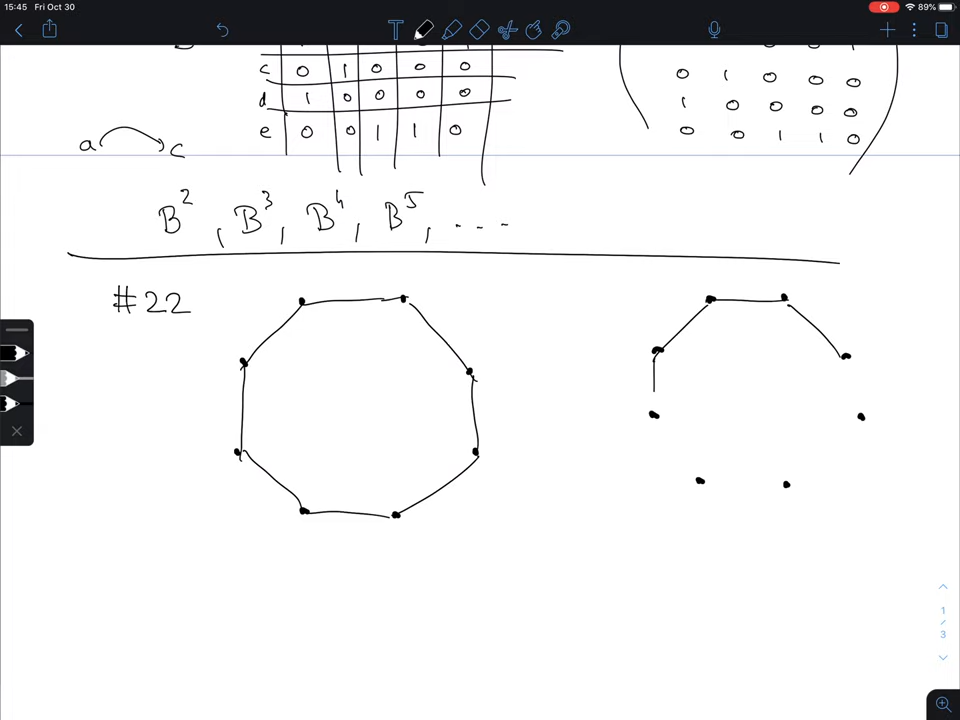 15:45 Fri Oct 30
89%
T
c 0 1 0 0 0
d 1 0 0 0 0
e 0 0 1 1 0
0 1 0 0 0
1 0 0 0 0
0 0 1 1 0
a c
B², B³, B⁴, B⁵, ....
#22
1
/
3